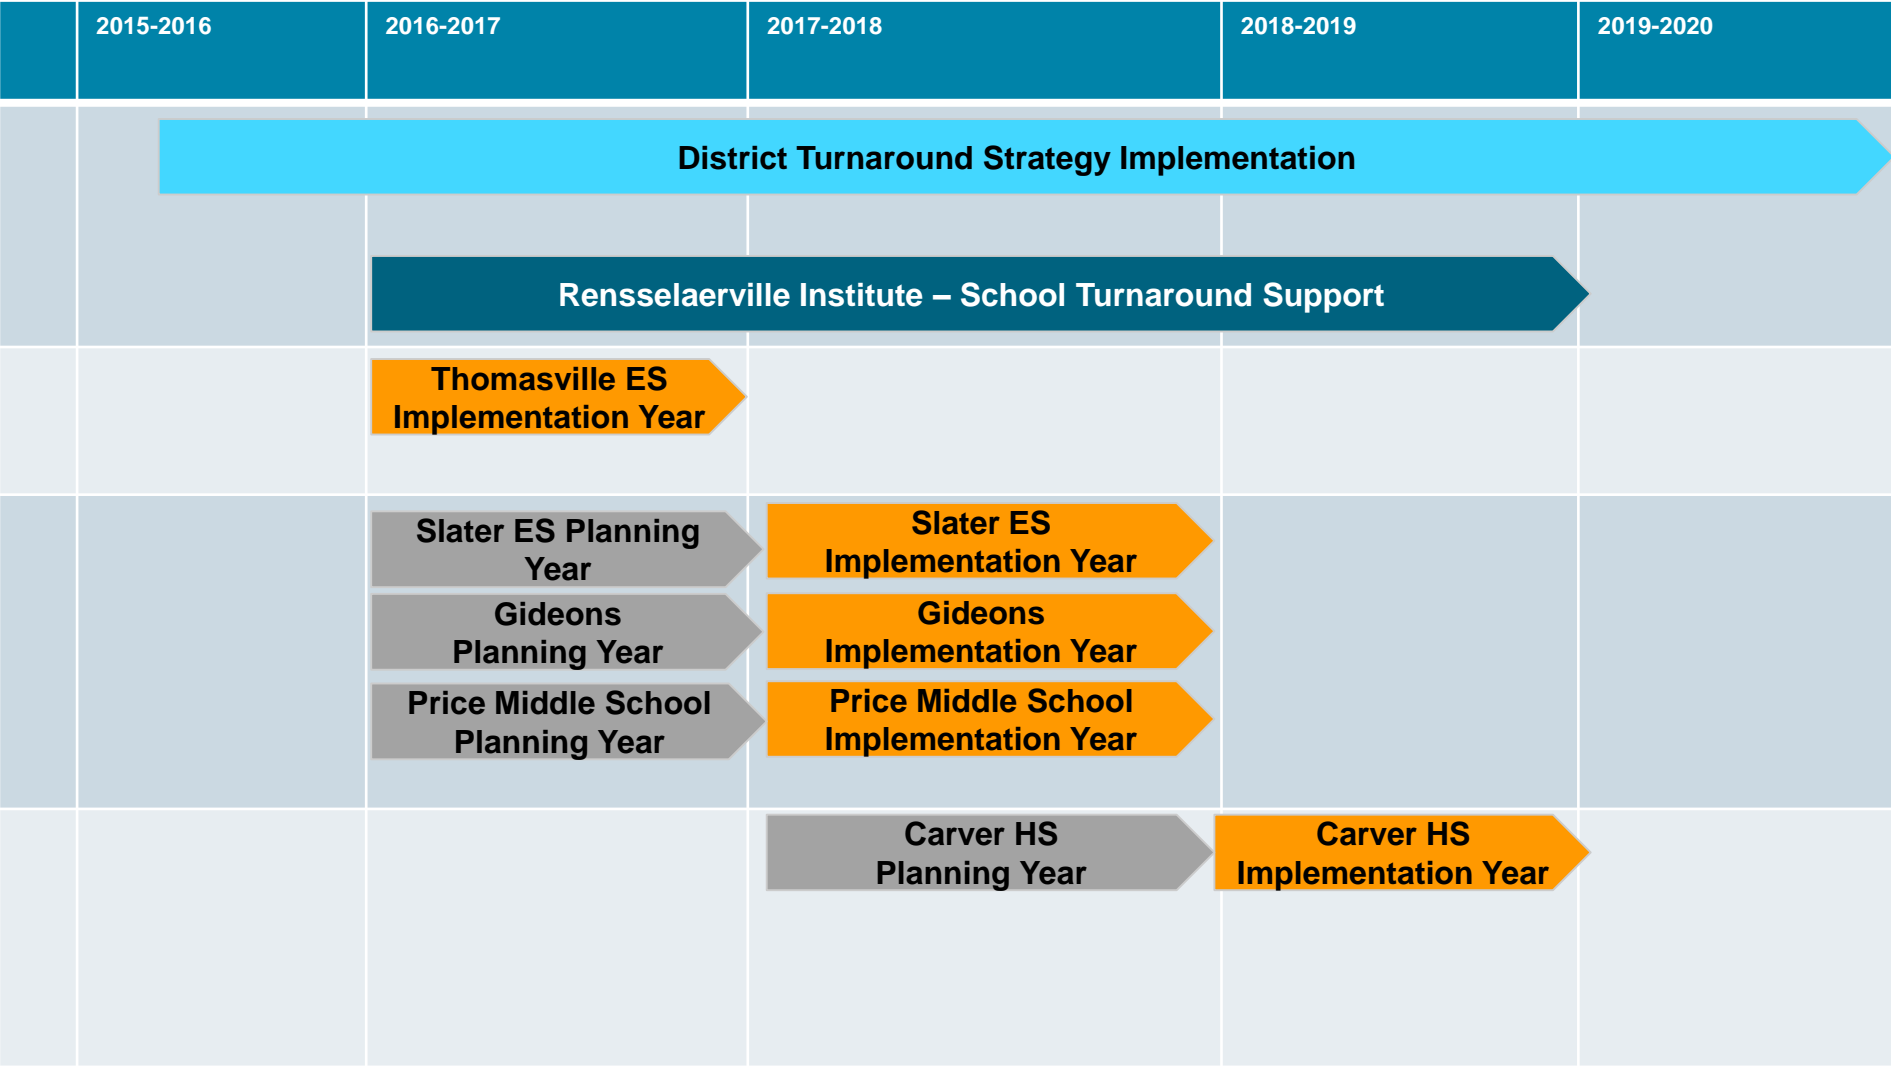 2015-2016
2016-2017
2017-2018
2018-2019
2019-2020
District Turnaround Strategy Implementation
Rensselaerville Institute – School Turnaround Support
Thomasville ES
Implementation Year
Slater ES Planning
Year
Slater ES
Implementation Year
Gideons
Planning Year
Gideons
Implementation Year
Price Middle School
Planning Year
Price Middle School
Implementation Year
Carver HS
Planning Year
Carver HS
Implementation Year